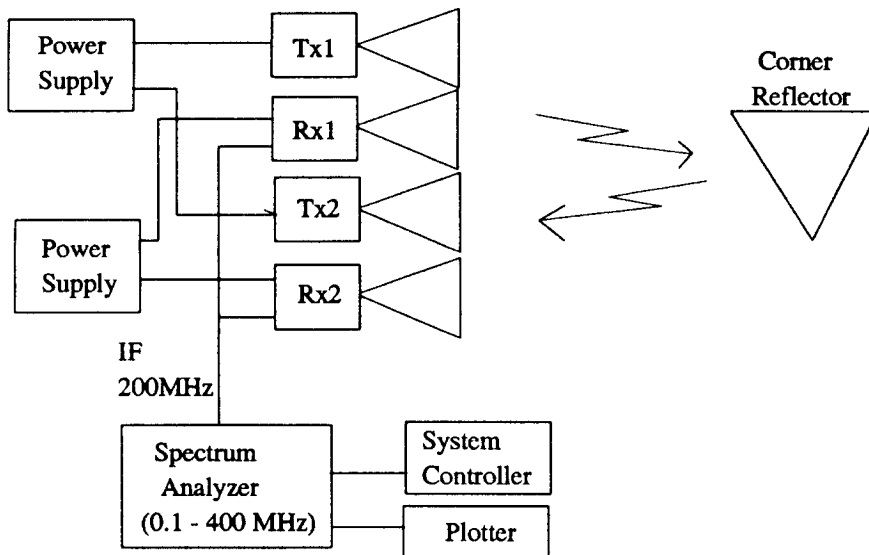 Power
Supply
Tx1
Rx1
Tx2
Rx2
Corner
Reflector
Power
Supply
IF
200MHz
Spectrum
Analyzer
(0.1 - 400 MHz)
System
Controller
Plotter